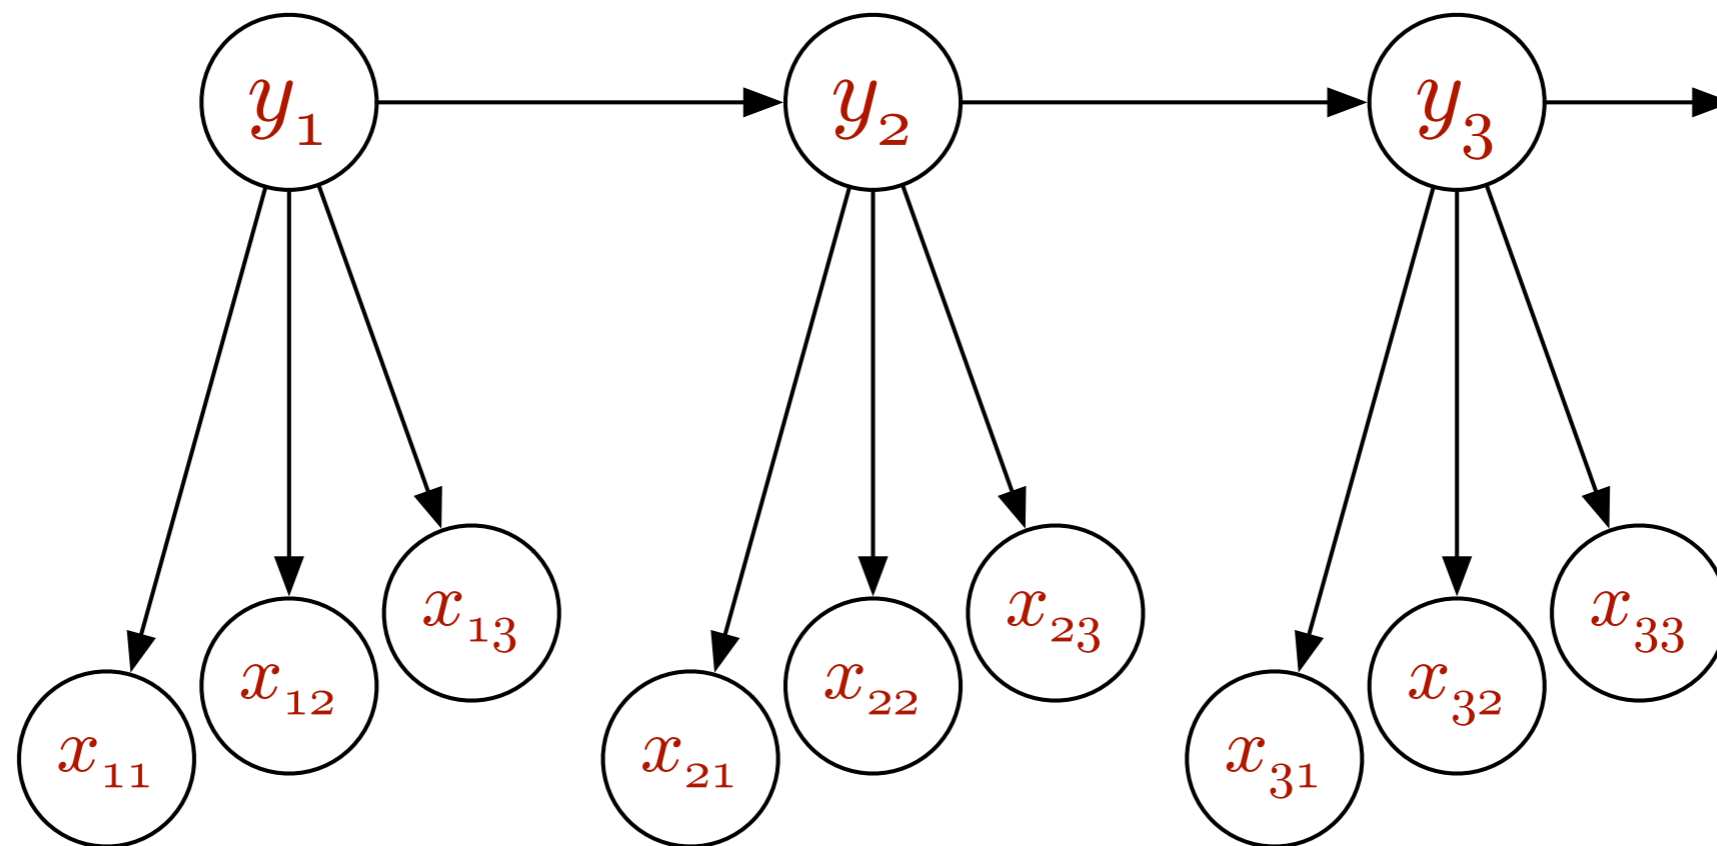 y₁ y₂ y₃
x₁₃ x₂₃ x₃₃
x₁₂ x₂₂ x₃₂
x₁₁ x₂₁ x₃₁